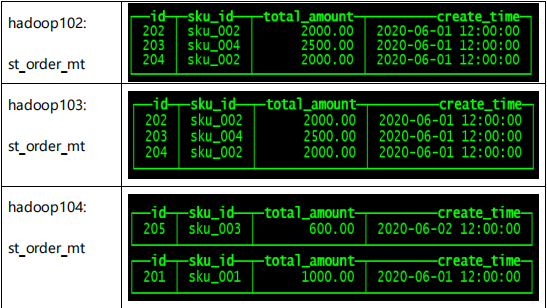 hadoop102:
st_order_mt
id sku_id total_amount create_time
202 sku_002 2000.00 2020-06-01 12:00:00
203 sku_004 2500.00 2020-06-01 12:00:00
204 sku_002 2000.00 2020-06-01 12:00:00
hadoop103:
st_order_mt
id sku_id total_amount create_time
202 sku_002 2000.00 2020-06-01 12:00:00
203 sku_004 2500.00 2020-06-01 12:00:00
204 sku_002 2000.00 2020-06-01 12:00:00
hadoop104:
st_order_mt
id sku_id total_amount create_time
205 sku_003 600.00 2020-06-02 12:00:00
id sku_id total_amount create_time
201 sku_001 1000.00 2020-06-01 12:00:00